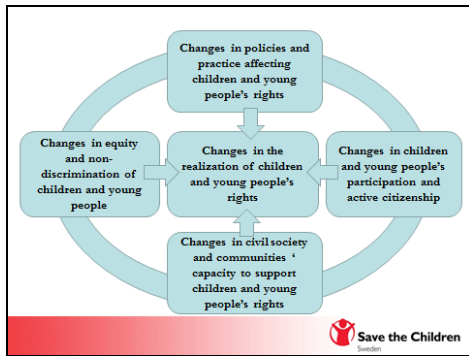 Changes in policies and
practice affecting
children and young
people's rights
Changes in equity
and non-
discrimination of
children and young
people
Changes in the
realization of children
and young people's
rights
Changes in children
and young people's
participation and
active citizenship
Changes in civil society
and communities '
capacity to support
children and young
people's rights
Save the Children
Sweden